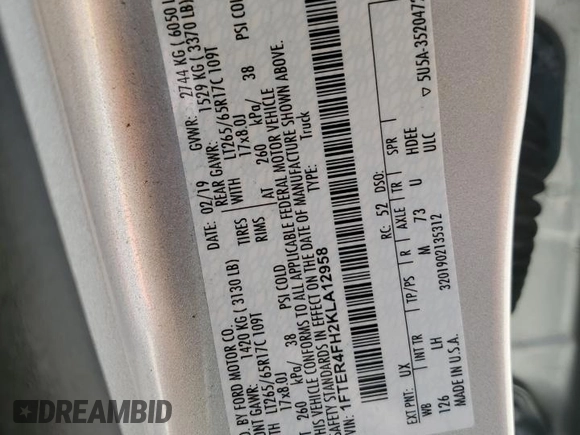 D. BY FORD MOTOR CO.
DATE: 02/19 GVWR: 2744 KG ( 6050 L
ONT GAWR: 1420 KG ( 3130 LB) REAR GAWR: 1529 KG ( 3370 LB)
LT265/65R17C 109T TIRES WITH LT265/65R17C 109T
17x8.0J RIMS 17x8.0J
260 kPa/ 38 PSI COLD AT 260 kPa/ 38 PSI COLD
THIS VEHICLE CONFORMS TO ALL APPLICABLE FEDERAL MOTOR VEHICLE
SAFETY STANDARDS IN EFFECT ON THE DATE OF MANUFACTURE SHOWN ABOVE.
VIN: 1FTER4FH2KLA12958 TYPE: Truck
EXT PNT: UX RC: 52 DSO:
WB INT TR TP/PS R AXLE TR SPR
126 LH M 73 U HDEE
ULC
MADE IN U.S.A. 3201902135312 ▽ 5U5A-352047
DREAMBID